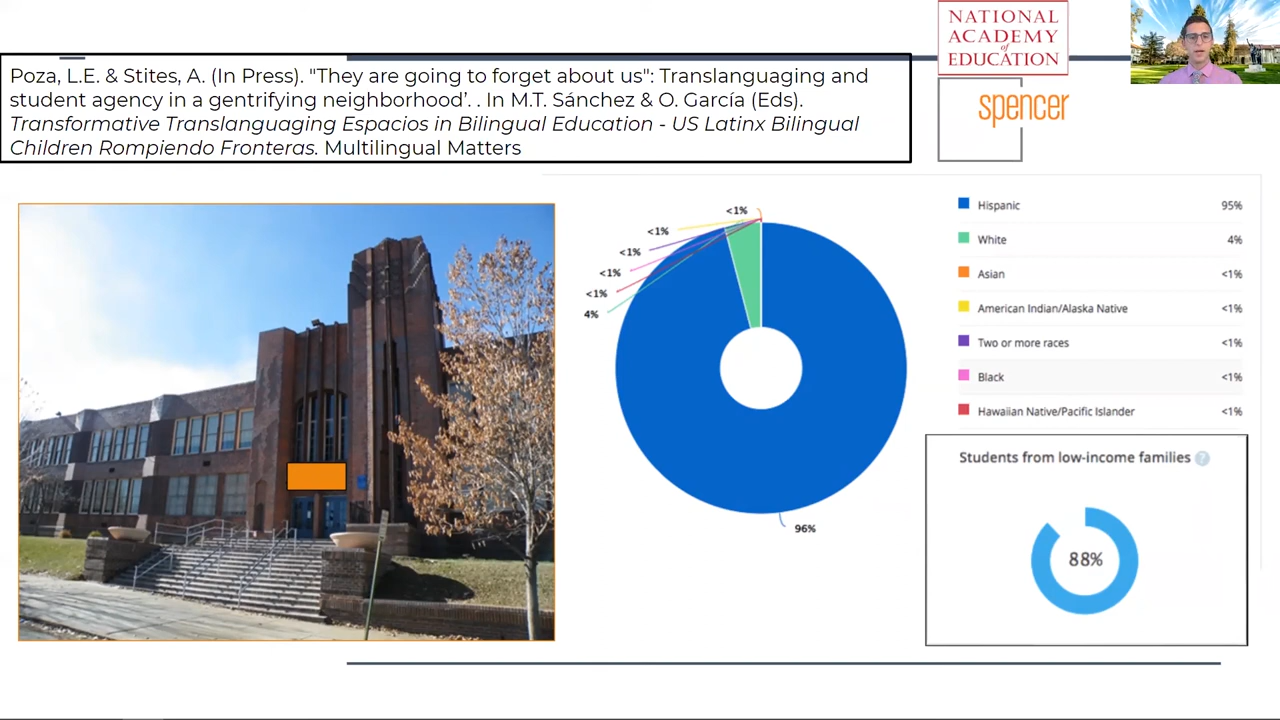 Poza, L.E. & Stites, A. (In Press). "They are going to forget about us": Translanguaging and
student agency in a gentrifying neighborhood’. . In M.T. Sánchez & O. García (Eds).
Transformative Translanguaging Espacios in Bilingual Education - US Latinx Bilingual
Children Rompiendo Fronteras. Multilingual Matters
NATIONAL
ACADEMY
of
EDUCATION
spencer
<1%
<1%
<1%
<1%
<1%
4%
96%
Hispanic 95%
White 4%
Asian <1%
American Indian/Alaska Native <1%
Two or more races <1%
Black <1%
Hawaiian Native/Pacific Islander <1%
Students from low-income families ?
88%